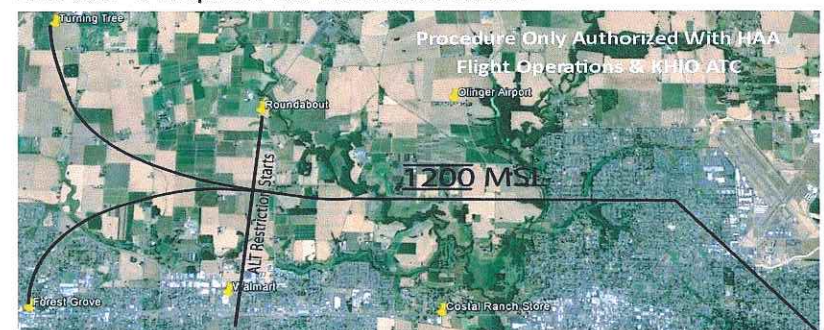 Turning Tree
Procedure Only Authorized With HAA
Flight Operations & KHIO ATC
Olinger Airport
Roundabout
1200 MSL
ALT Restriction Starts
Walmart
Forest Grove
Costal Ranch Store